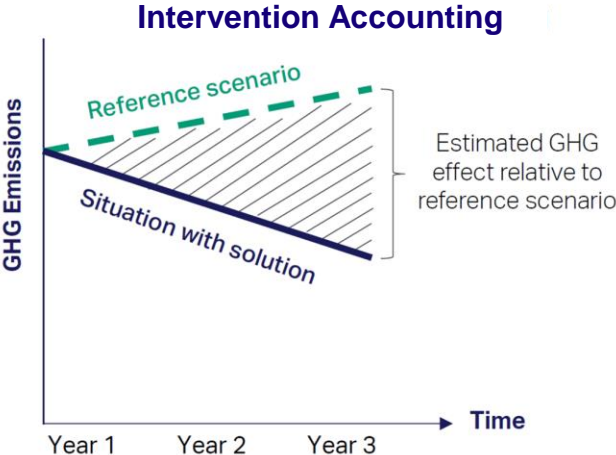 Intervention Accounting
Reference scenario
GHG Emissions
Estimated GHG
effect relative to
reference scenario
Situation with solution
Time
Year 1
Year 2
Year 3